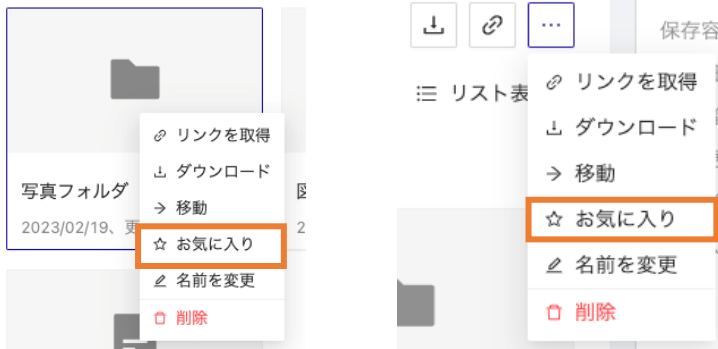 写真フォルダ
2023/02/19、更
リンクを取得
ダウンロード
移動
お気に入り
名前を変更
削除
保存容
リスト表
リンクを取得
ダウンロード
移動
お気に入り
名前を変更
削除